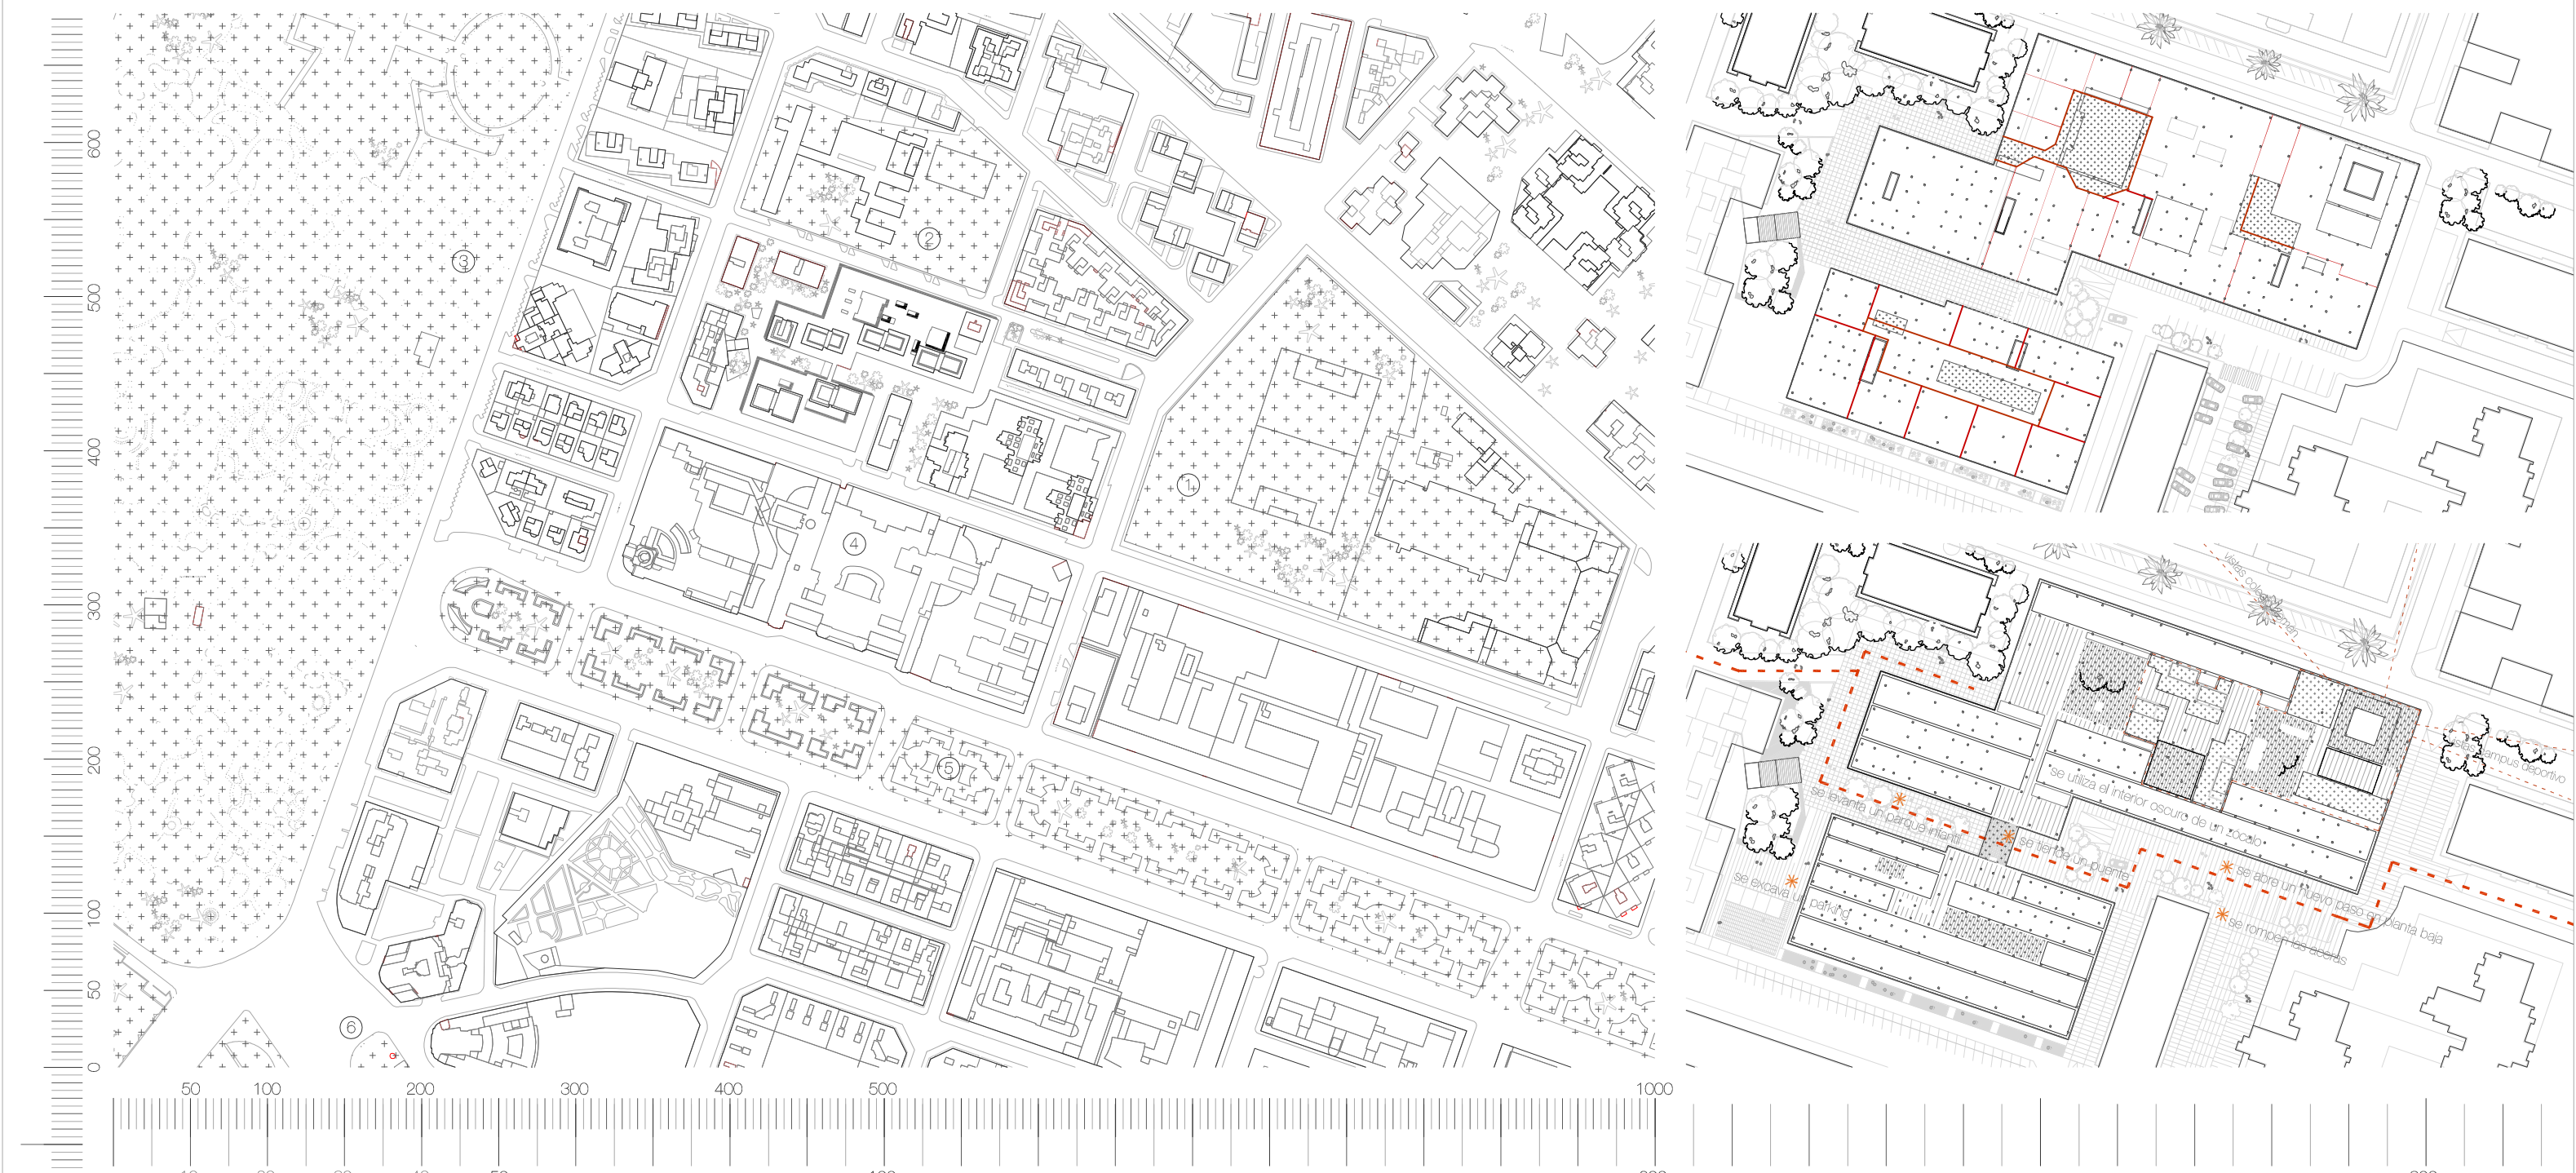 600
500
400
300
200
100
50
0
3
2
1
4
5
6
50 100 200 300 400 500 1000
vistas
vistas campus deportivo
se utiliza el interior oscuro de un zocalo
se levanta un parque infantil
se tiende un puente
se abre un nuevo paso en planta baja
se excava un parking
se rompen las aceras